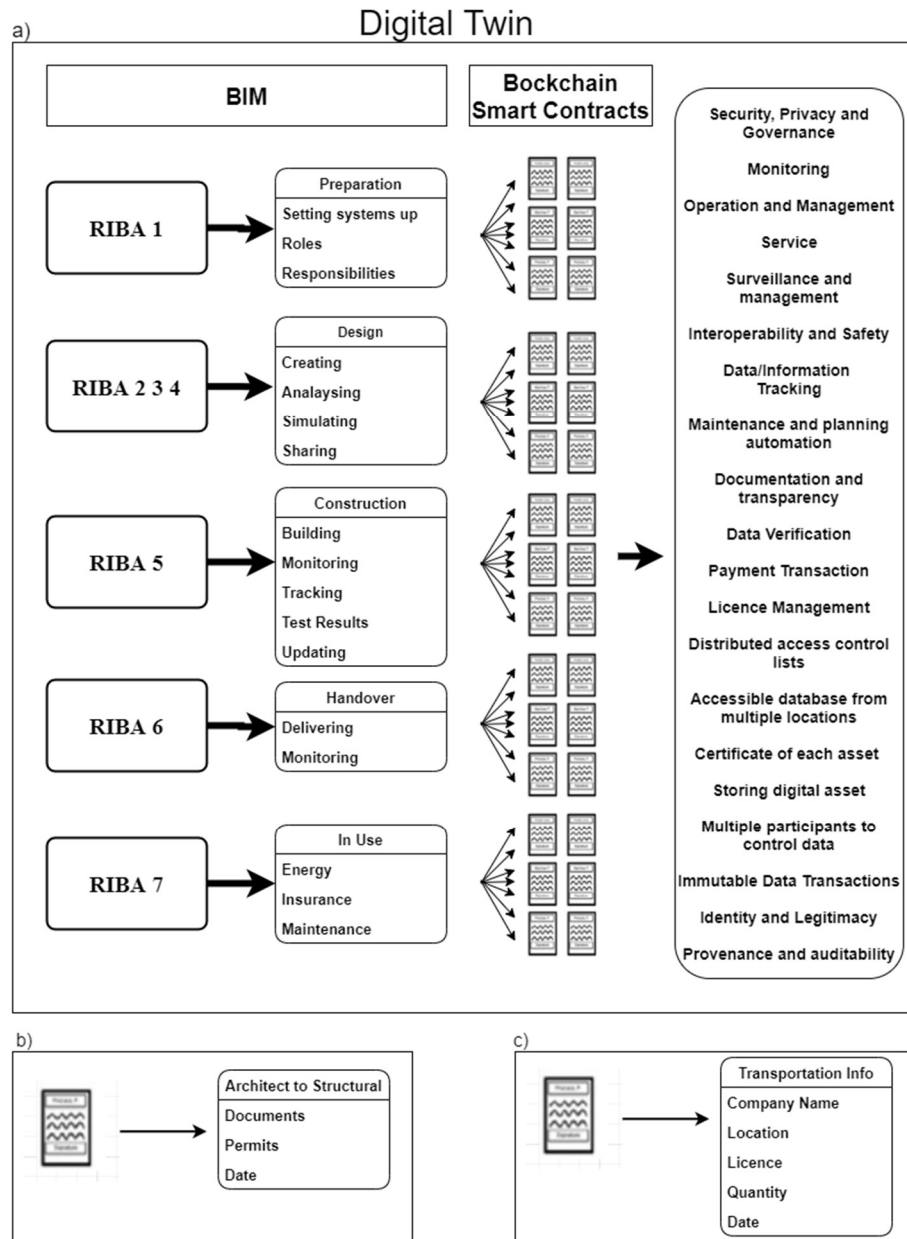 Digital Twin
a)
BIM
Bockchain
Smart Contracts
RIBA 1
Preparation
Setting systems up
Roles
Responsibilities
RIBA 2 3 4
Design
Creating
Analaysing
Simulating
Sharing
RIBA 5
Construction
Building
Monitoring
Tracking
Test Results
Updating
RIBA 6
Handover
Delivering
Monitoring
RIBA 7
In Use
Energy
Insurance
Maintenance
Security, Privacy and
Governance
Monitoring
Operation and Management
Service
Surveillance and
management
Interoperability and Safety
Data/Information
Tracking
Maintenance and planning
automation
Documentation and
transparency
Data Verification
Payment Transaction
Licence Management
Distributed access control
lists
Accessible database from
multiple locations
Certificate of each asset
Storing digital asset
Multiple participants to
control data
Immutable Data Transactions
Identity and Legitimacy
Provenance and auditability
b)
Architect to Structural
Documents
Permits
Date
c)
Transportation Info
Company Name
Location
Licence
Quantity
Date